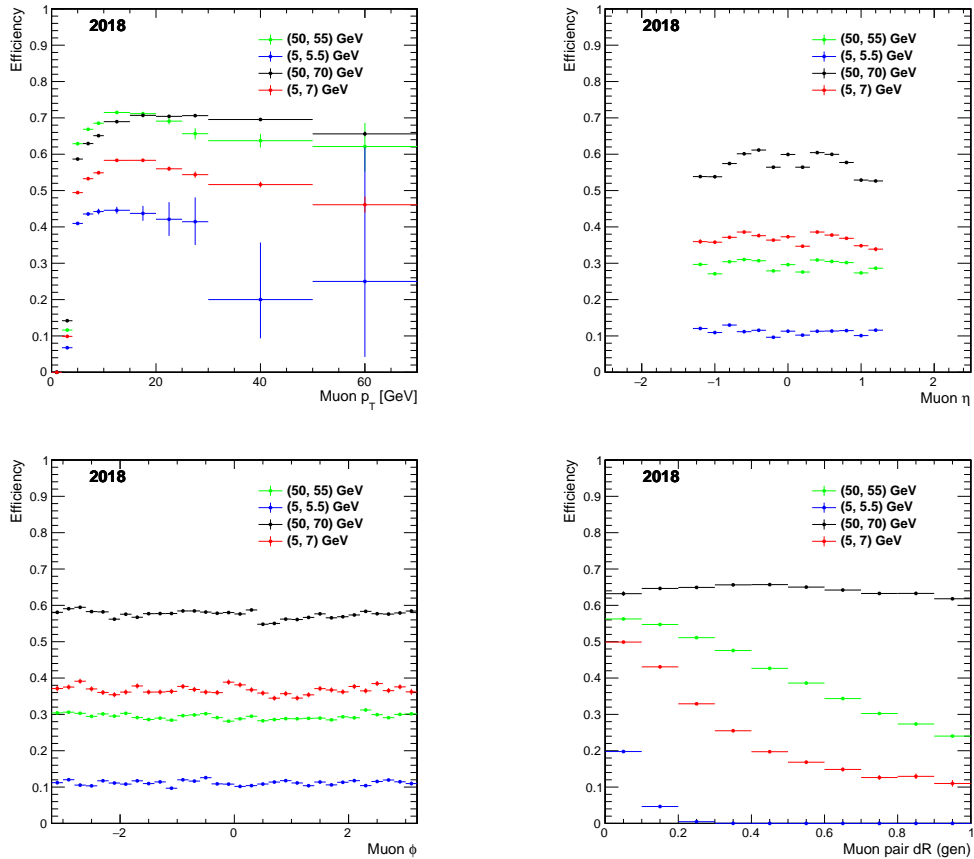 2018
Efficiency
1
0.9
0.8
0.7
0.6
0.5
0.4
0.3
0.2
0.1
0
(50, 55) GeV
(5, 5.5) GeV
(50, 70) GeV
(5, 7) GeV
0 20 40 60
Muon p_T [GeV]
2018
Efficiency
1
0.9
0.8
0.7
0.6
0.5
0.4
0.3
0.2
0.1
0
(50, 55) GeV
(5, 5.5) GeV
(50, 70) GeV
(5, 7) GeV
−2 −1 0 1 2
Muon η
2018
Efficiency
1
0.9
0.8
0.7
0.6
0.5
0.4
0.3
0.2
0.1
0
(50, 55) GeV
(5, 5.5) GeV
(50, 70) GeV
(5, 7) GeV
−2 0 2
Muon ϕ
2018
Efficiency
1
0.9
0.8
0.7
0.6
0.5
0.4
0.3
0.2
0.1
0
(50, 55) GeV
(5, 5.5) GeV
(50, 70) GeV
(5, 7) GeV
0 0.2 0.4 0.6 0.8 1
Muon pair dR (gen)